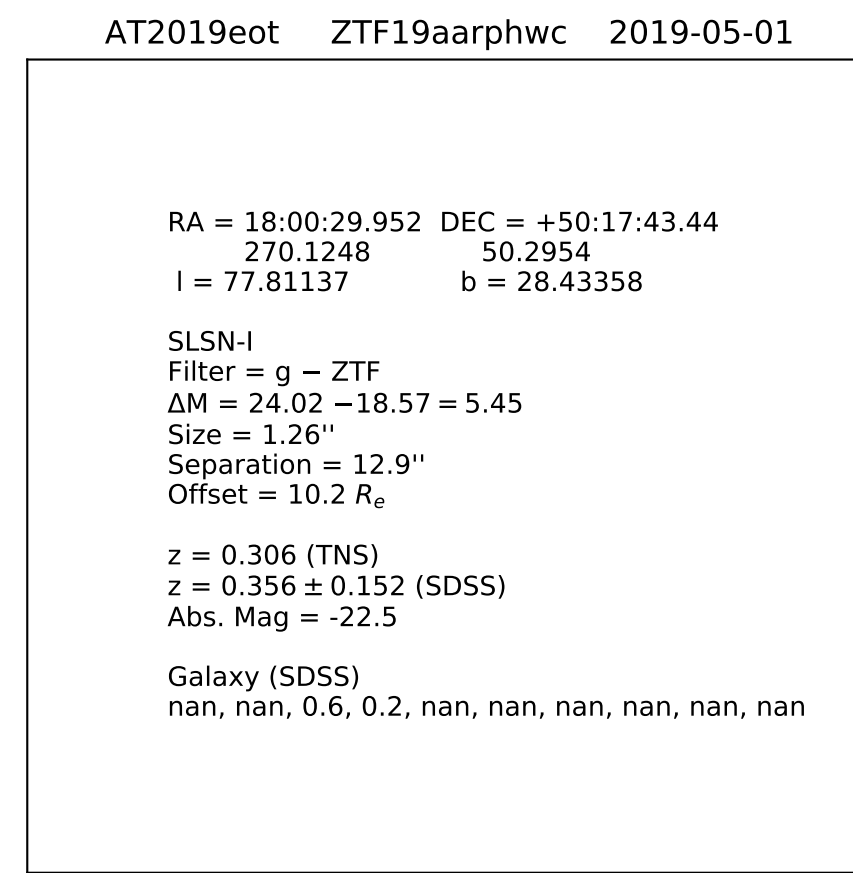 AT2019eot ZTF19aarphwc 2019-05-01
RA = 18:00:29.952 DEC = +50:17:43.44
270.1248 50.2954
l = 77.81137 b = 28.43358
SLSN-I
Filter = g − ZTF
ΔM = 24.02 −18.57 = 5.45
Size = 1.26''
Separation = 12.9''
Offset = 10.2 Re
z = 0.306 (TNS)
z = 0.356 ± 0.152 (SDSS)
Abs. Mag = -22.5
Galaxy (SDSS)
nan, nan, 0.6, 0.2, nan, nan, nan, nan, nan, nan